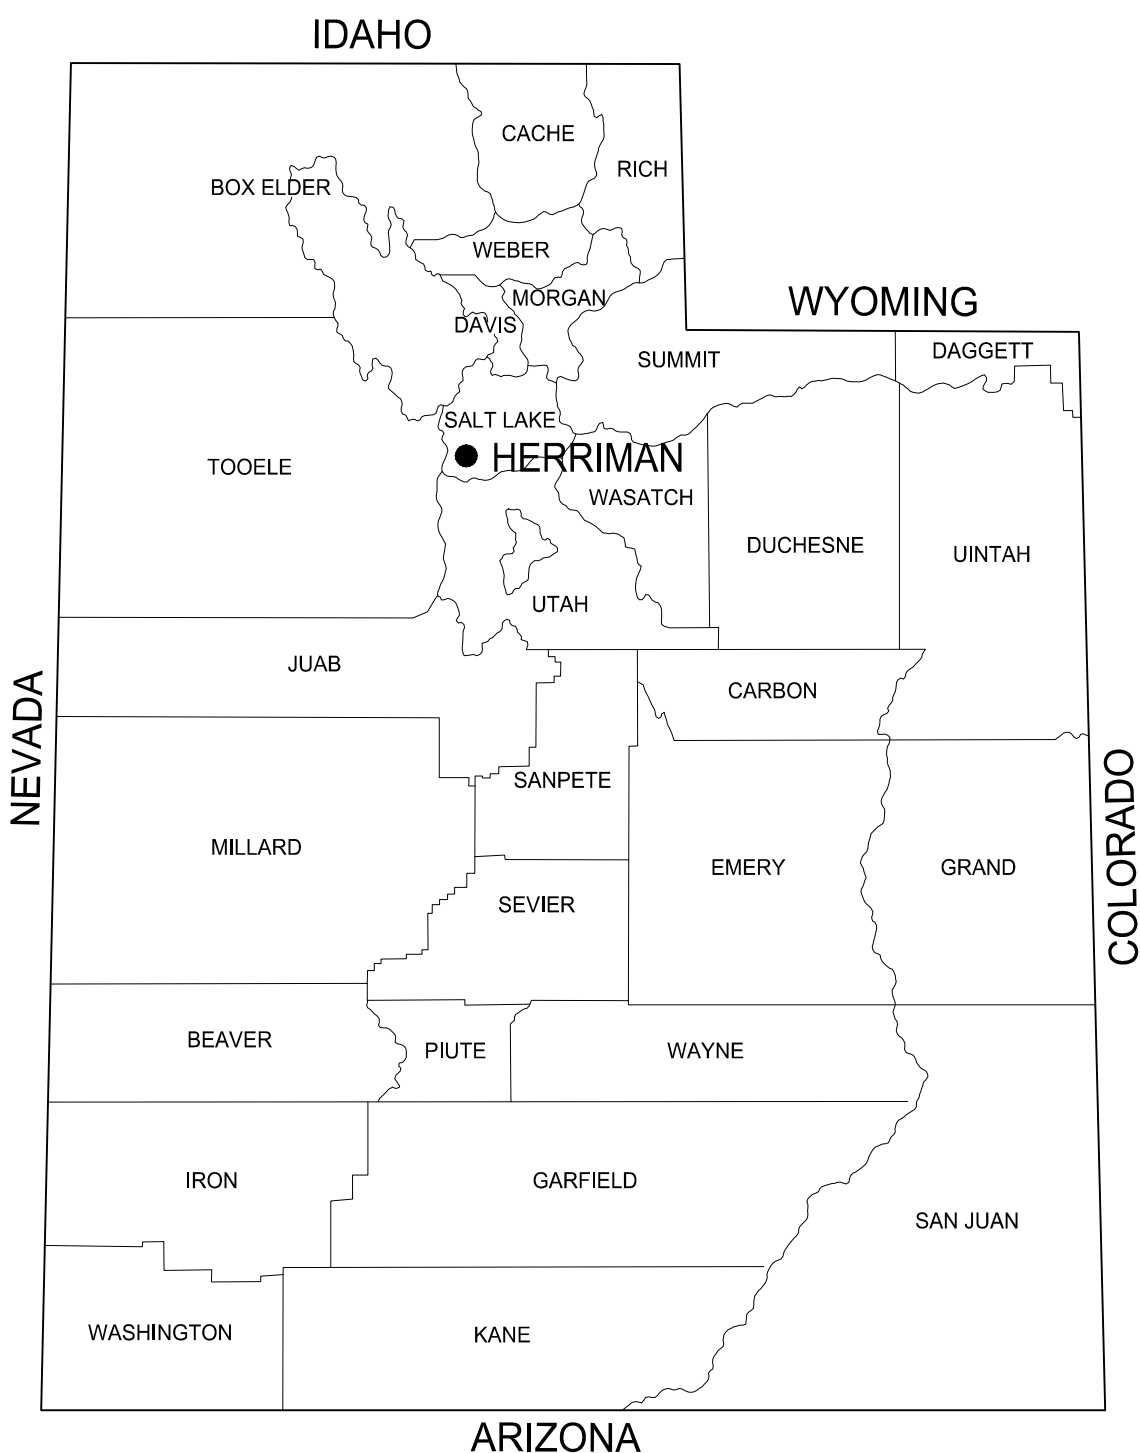 IDAHO
CACHE
RICH
BOX ELDER
WEBER
MORGAN
WYOMING
DAVIS
SUMMIT
DAGGETT
SALT LAKE
HERRIMAN
TOOELE
WASATCH
DUCHESNE
UINTAH
UTAH
JUAB
CARBON
NEVADA
SANPETE
COLORADO
MILLARD
EMERY
GRAND
SEVIER
BEAVER
PIUTE
WAYNE
IRON
GARFIELD
SAN JUAN
WASHINGTON
KANE
ARIZONA